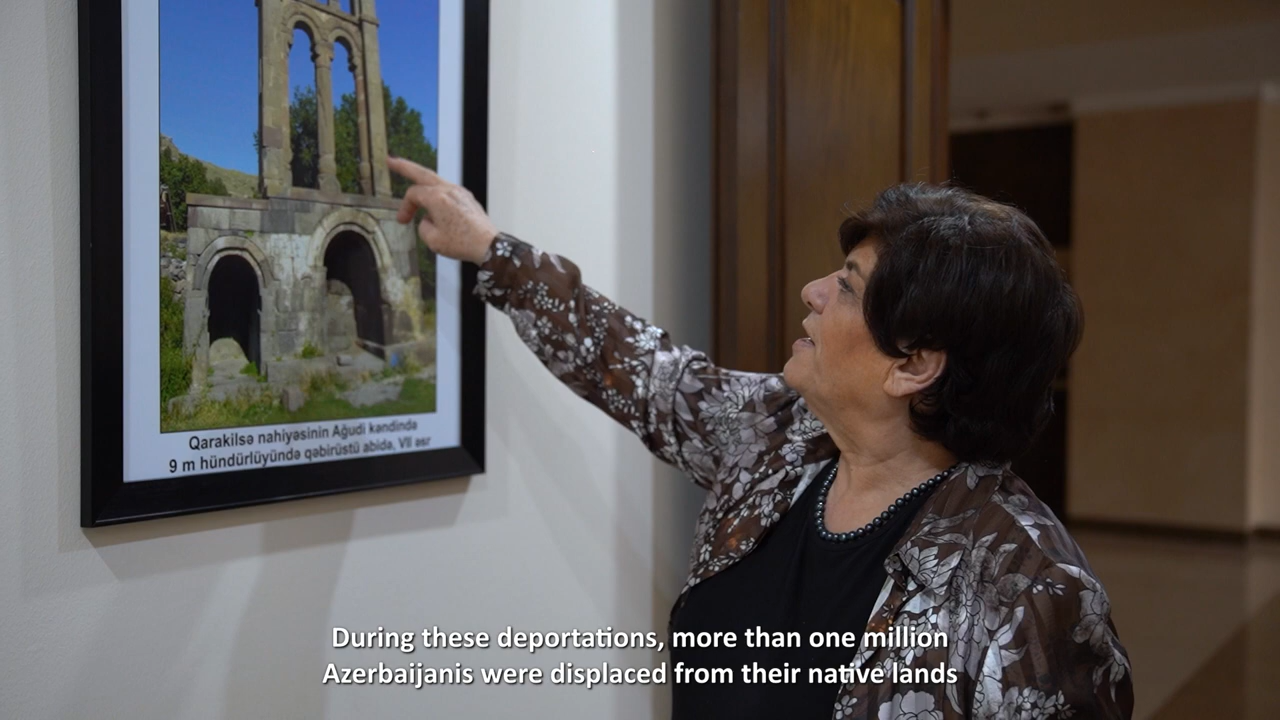 Qarakilsə nahiyəsinin Ağudi kəndində
9 m hündürlüyündə qəbirüstü abidə, VII əsr
During these deportations, more than one million
Azerbaijanis were displaced from their native lands